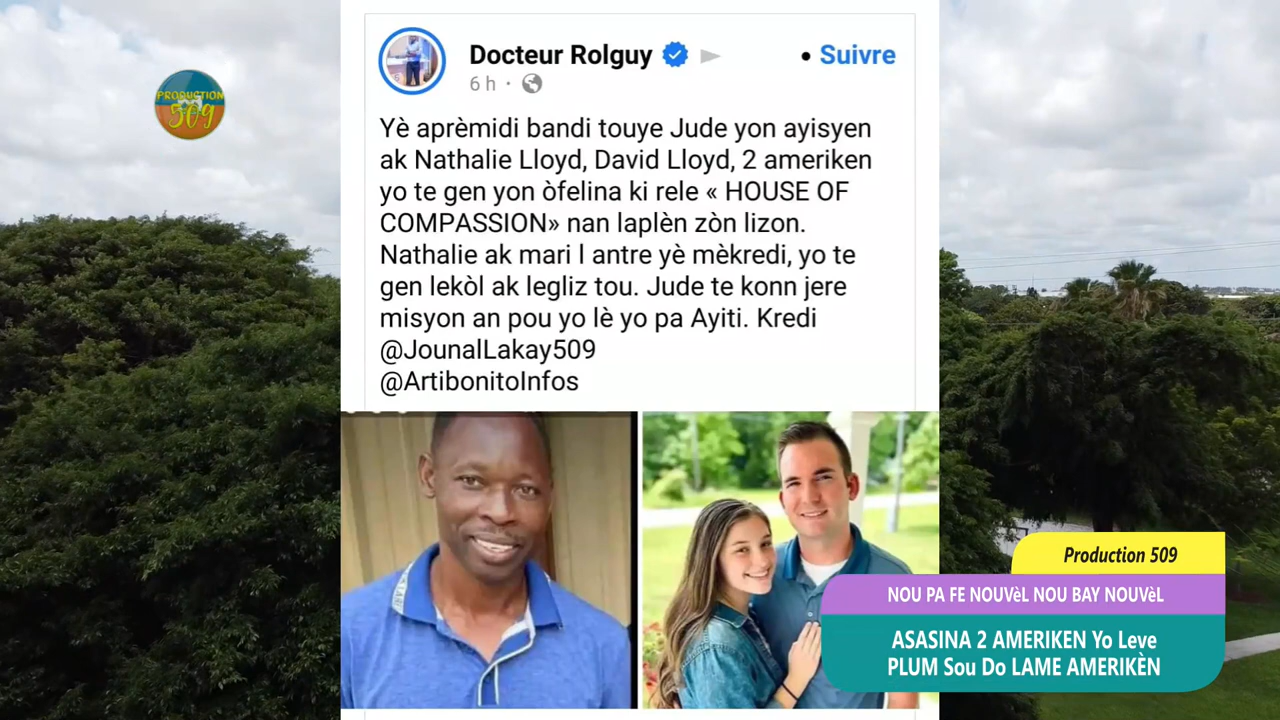 PRODUCTION
509
Docteur Rolguy • Suivre
6 h ·
Yè aprèmidi bandi touye Jude yon ayisyen
ak Nathalie Lloyd, David Lloyd, 2 ameriken
yo te gen yon òfelina ki rele « HOUSE OF
COMPASSION» nan laplèn zòn lizon.
Nathalie ak mari l antre yè mèkredi, yo te
gen lekòl ak legliz tou. Jude te konn jere
misyon an pou yo lè yo pa Ayiti. Kredi
@JounalLakay509
@ArtibonitoInfos
Production 509
NOU PA FE NOUVèL NOU BAY NOUVèL
ASASINA 2 AMERIKEN Yo Leve
PLUM Sou Do LAME AMERIKÈN